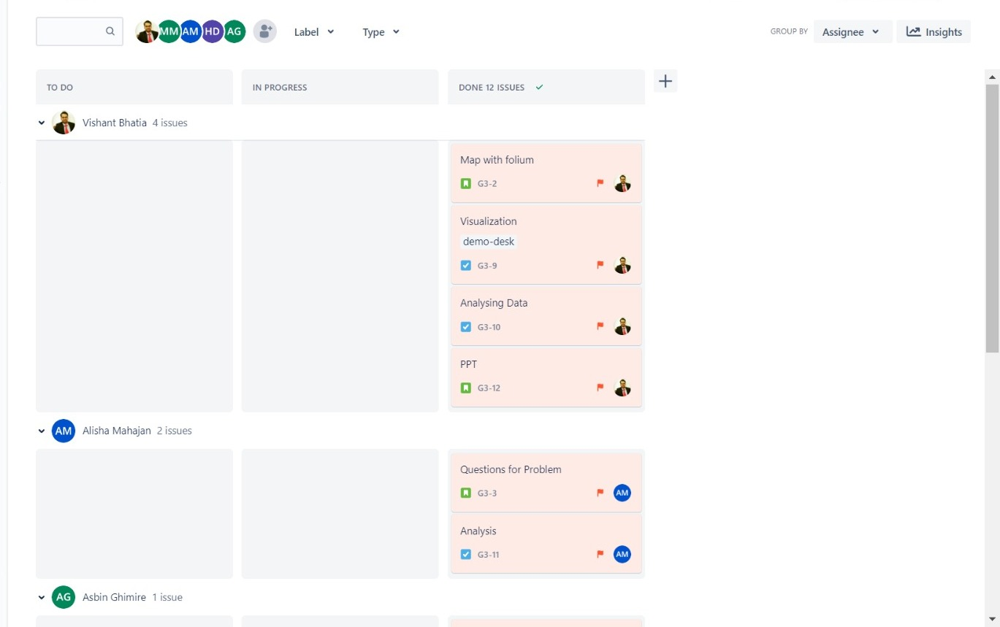 MM AM HD AG Label Type GROUP BY Assignee Insights
TO DO IN PROGRESS DONE 12 ISSUES
Vishant Bhatia 4 issues
Map with folium
G3-2
Visualization
demo-desk
G3-9
Analysing Data
G3-10
PPT
G3-12
AM Alisha Mahajan 2 issues
Questions for Problem
G3-3 AM
Analysis
G3-11 AM
AG Asbin Ghimire 1 issue